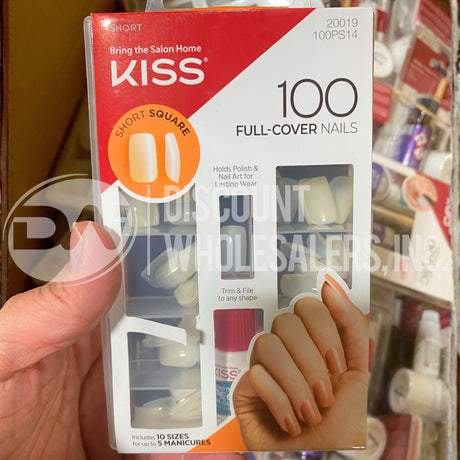 SHORT
20019
100PS14
Bring the Salon Home
KISS®
100
FULL-COVER NAILS
SHORT SQUARE
Holds Polish &
Nail Art for
Lasting Wear
DISCOUNT
WHOLESALERS, INC.
Trim & File
to any shape
KISS
Includes 10 SIZES
for up to 5 MANICURES